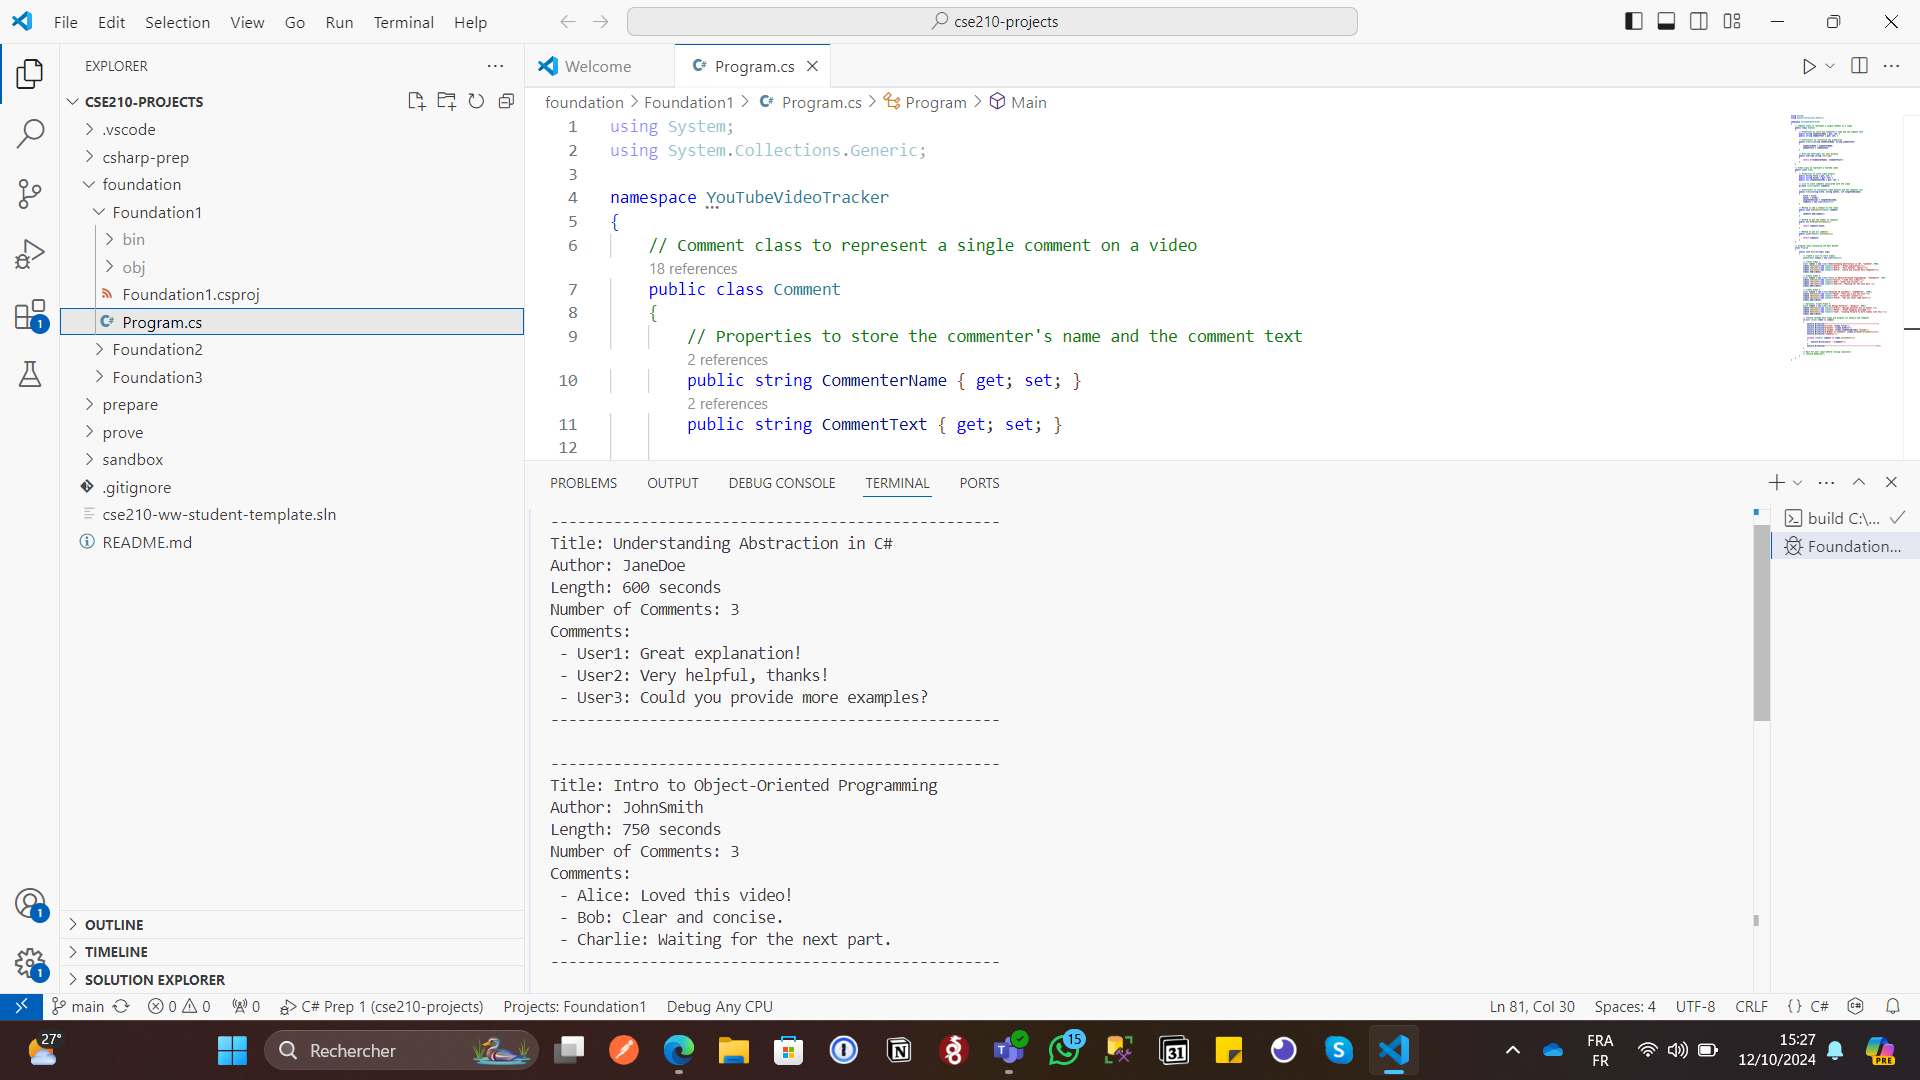 File Edit Selection View Go Run Terminal Help
cse210-projects
EXPLORER
CSE210-PROJECTS
.vscode
csharp-prep
foundation
Foundation1
bin
obj
Foundation1.csproj
Program.cs
Foundation2
Foundation3
prepare
prove
sandbox
.gitignore
cse210-ww-student-template.sln
README.md
OUTLINE
TIMELINE
SOLUTION EXPLORER
1
1
1
Welcome
Program.cs
foundation > Foundation1 > Program.cs > Program > Main
1 using System;
2 using System.Collections.Generic;
3
4 namespace YouTubeVideoTracker
5 {
6 // Comment class to represent a single comment on a video
18 references
7 public class Comment
8 {
9 // Properties to store the commenter's name and the comment text
2 references
10 public string CommenterName { get; set; }
2 references
11 public string CommentText { get; set; }
12
PROBLEMS OUTPUT DEBUG CONSOLE TERMINAL PORTS
--------------------------------------------------
Title: Understanding Abstraction in C#
Author: JaneDoe
Length: 600 seconds
Number of Comments: 3
Comments:
- User1: Great explanation!
- User2: Very helpful, thanks!
- User3: Could you provide more examples?
--------------------------------------------------
--------------------------------------------------
Title: Intro to Object-Oriented Programming
Author: JohnSmith
Length: 750 seconds
Number of Comments: 3
Comments:
- Alice: Loved this video!
- Bob: Clear and concise.
- Charlie: Waiting for the next part.
--------------------------------------------------
build C:\...
Foundation...
main 0 0 0 C# Prep 1 (cse210-projects) Projects: Foundation1 Debug Any CPU
Ln 81, Col 30 Spaces: 4 UTF-8 CRLF {} C#
27°
Rechercher
15
31
FRA
FR
15:27
12/10/2024
PRE